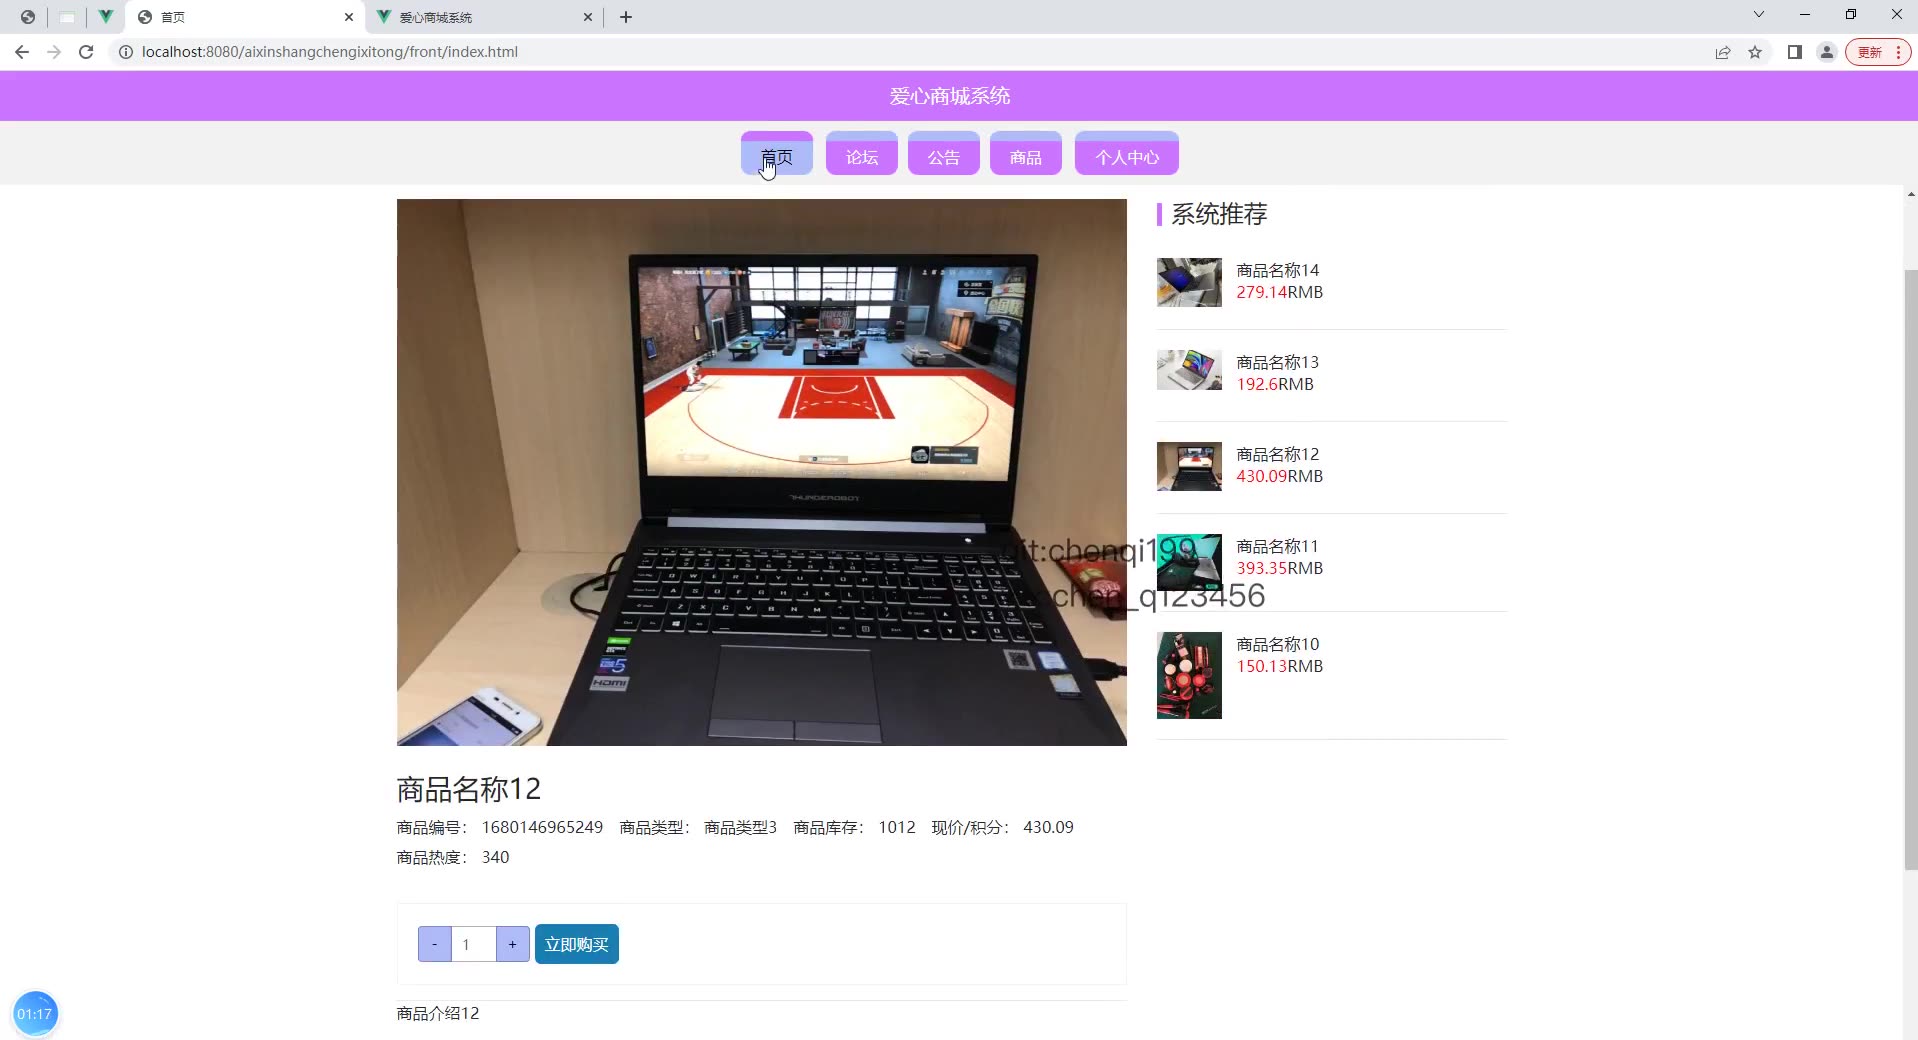 首页
爱心商城系统
localhost:8080/aixinshangchengixitong/front/index.html
更新
爱心商城系统
首页
论坛
公告
商品
个人中心
THUNDEROBOT
HDMI
系统推荐
商品名称14
279.14RMB
商品名称13
192.6RMB
商品名称12
430.09RMB
商品名称11
393.35RMB
商品名称10
150.13RMB
git:chenqi199
chen_q123456
商品名称12
商品编号： 1680146965249 商品类型： 商品类型3 商品库存： 1012 现价/积分： 430.09
商品热度： 340
- 1 + 立即购买
商品介绍12
01:17